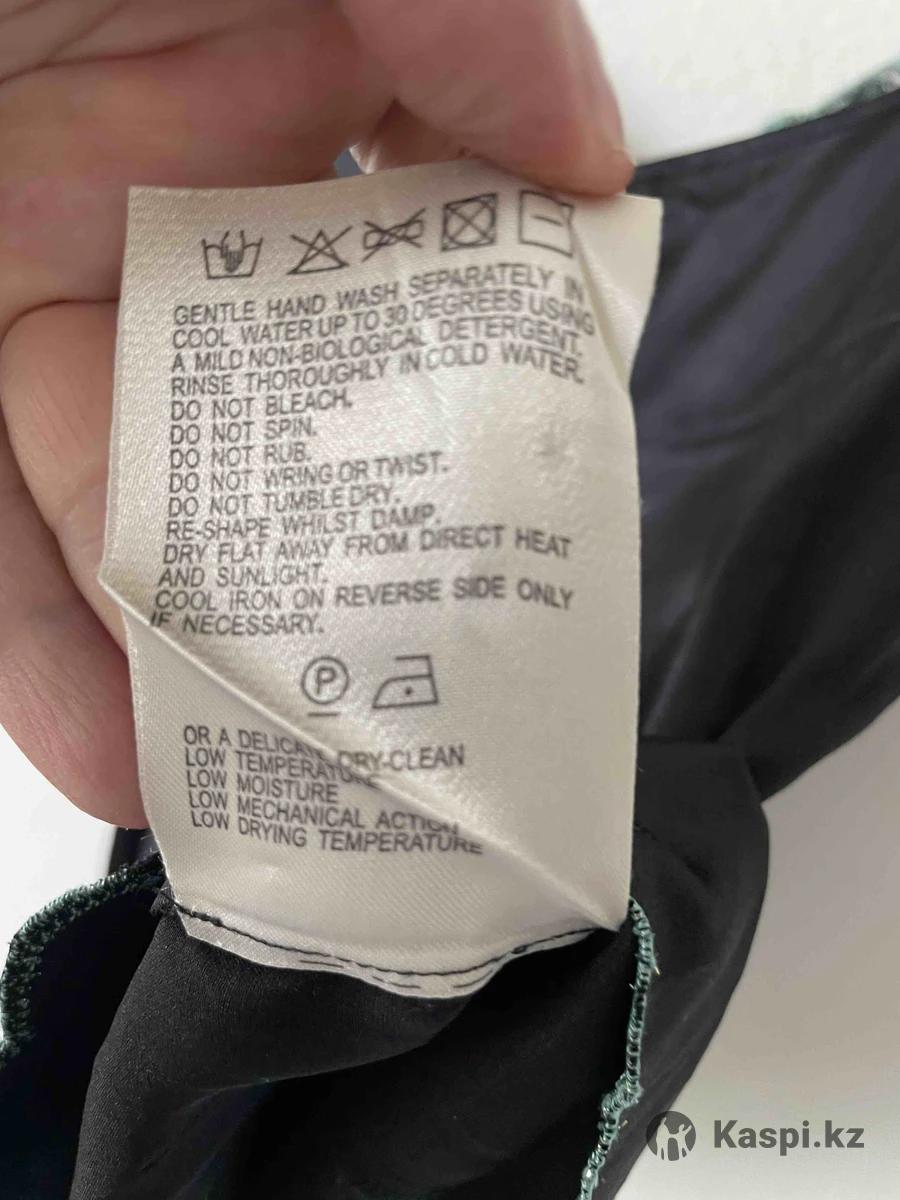 GENTLE HAND WASH SEPARATELY IN
COOL WATER UP TO 30 DEGREES USING
A MILD NON-BIOLOGICAL DETERGENT.
RINSE THOROUGHLY IN COLD WATER.
DO NOT BLEACH.
DO NOT SPIN.
DO NOT RUB.
DO NOT WRING OR TWIST.
DO NOT TUMBLE DRY.
RE-SHAPE WHILST DAMP.
DRY FLAT AWAY FROM DIRECT HEAT
AND SUNLIGHT.
COOL IRON ON REVERSE SIDE ONLY
IF NECESSARY.
P
OR A DELICATE DRY-CLEAN
LOW TEMPERATURE
LOW MOISTURE
LOW MECHANICAL ACTION
LOW DRYING TEMPERATURE
Kaspi.kz